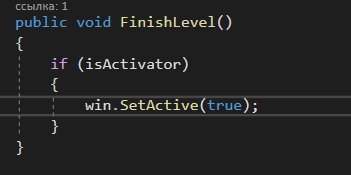 ссылка: 1
public void FinishLevel()
{
if (isActivator)
{
win.SetActive(true);
}
}